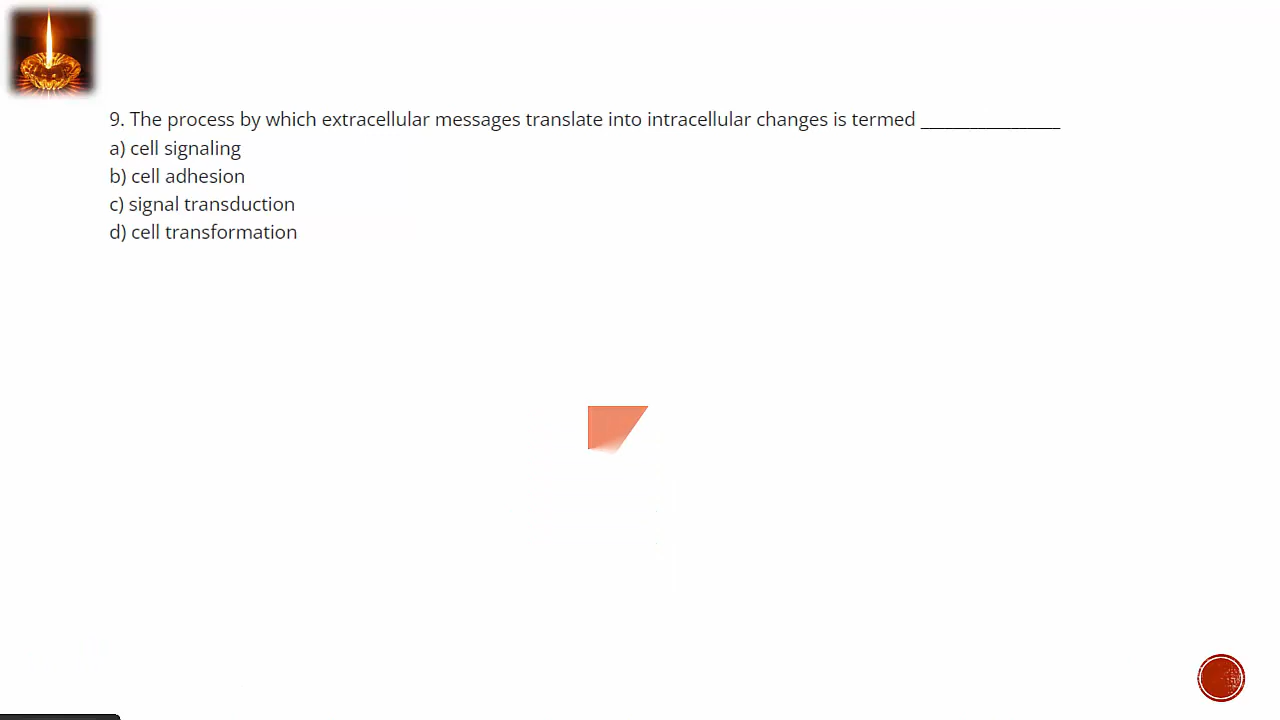 9. The process by which extracellular messages translate into intracellular changes is termed ________________
a) cell signaling
b) cell adhesion
c) signal transduction
d) cell transformation